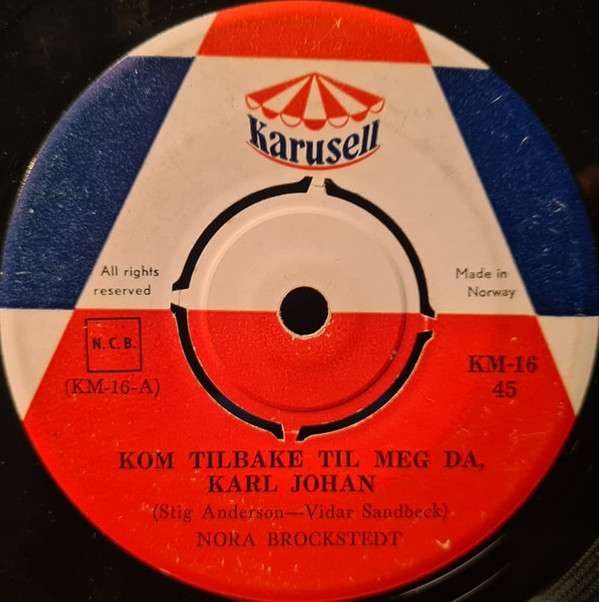 Karusell
All rights
reserved
Made in
Norway
N.C.B.
(KM-16-A)
KM-16
45
KOM TILBAKE TIL MEG DA,
KARL JOHAN
(Stig Anderson—Vidar Sandbeck)
NORA BROCKSTEDT